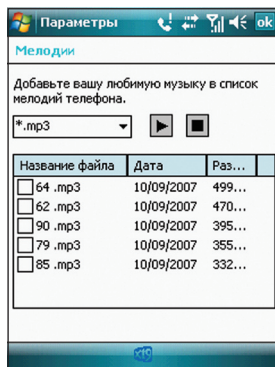 Параметры ok
Мелодии
Добавьте вашу любимую музыку в список
мелодий телефона.
*.mp3
Название файла Дата Раз...
64 .mp3 10/09/2007 499...
62 .mp3 10/09/2007 470...
90 .mp3 10/09/2007 395...
79 .mp3 10/09/2007 355...
85 .mp3 10/09/2007 332...